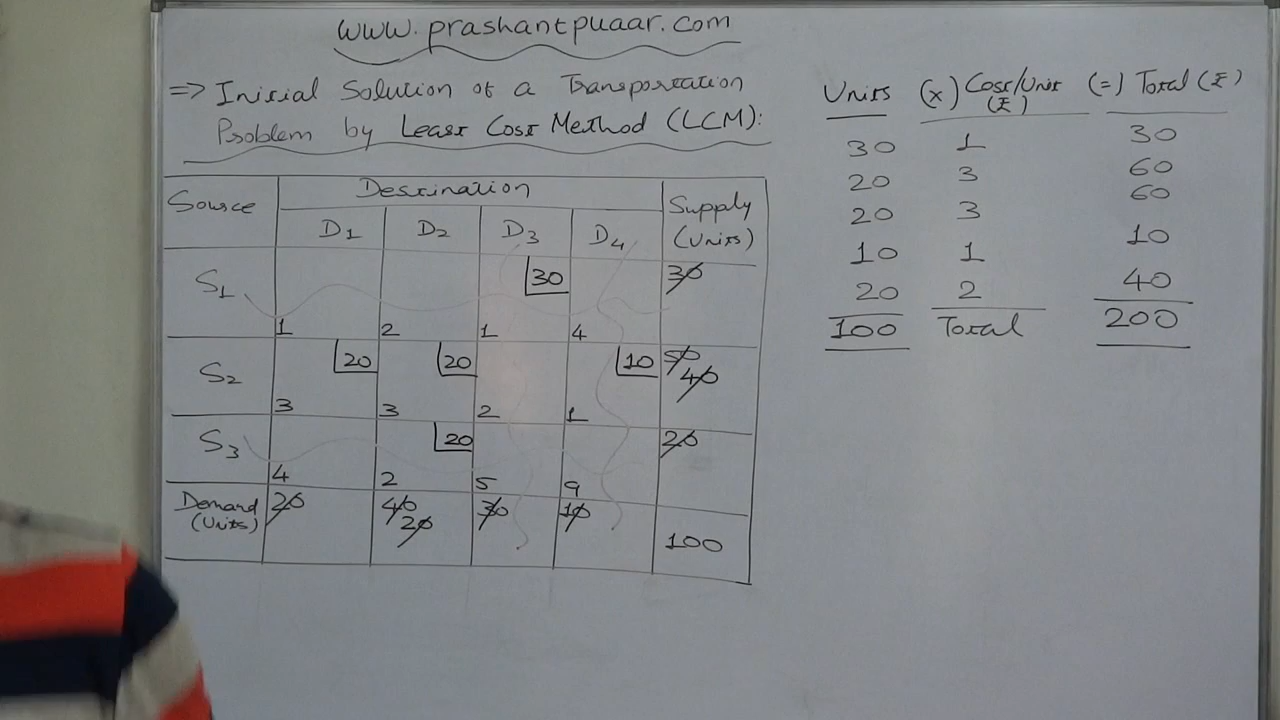 www.prashantpuaar.com
=> Inisial Solution of a Transportation
Problem by Least Cost Method (LCM):
Source Destination Supply (Units)
D1 D2 D3 D4
S1 30 30
1 2 1 4
S2 20 20 10 50 40
3 3 2 1
S3 20 20
4 2 5 9
Demand (Units) 20 40 20 30 10 100
Units (x) Cost/Unit (₹) (=) Total (₹)
30 1 30
20 3 60
20 3 60
10 1 10
20 2 40
100 Total 200